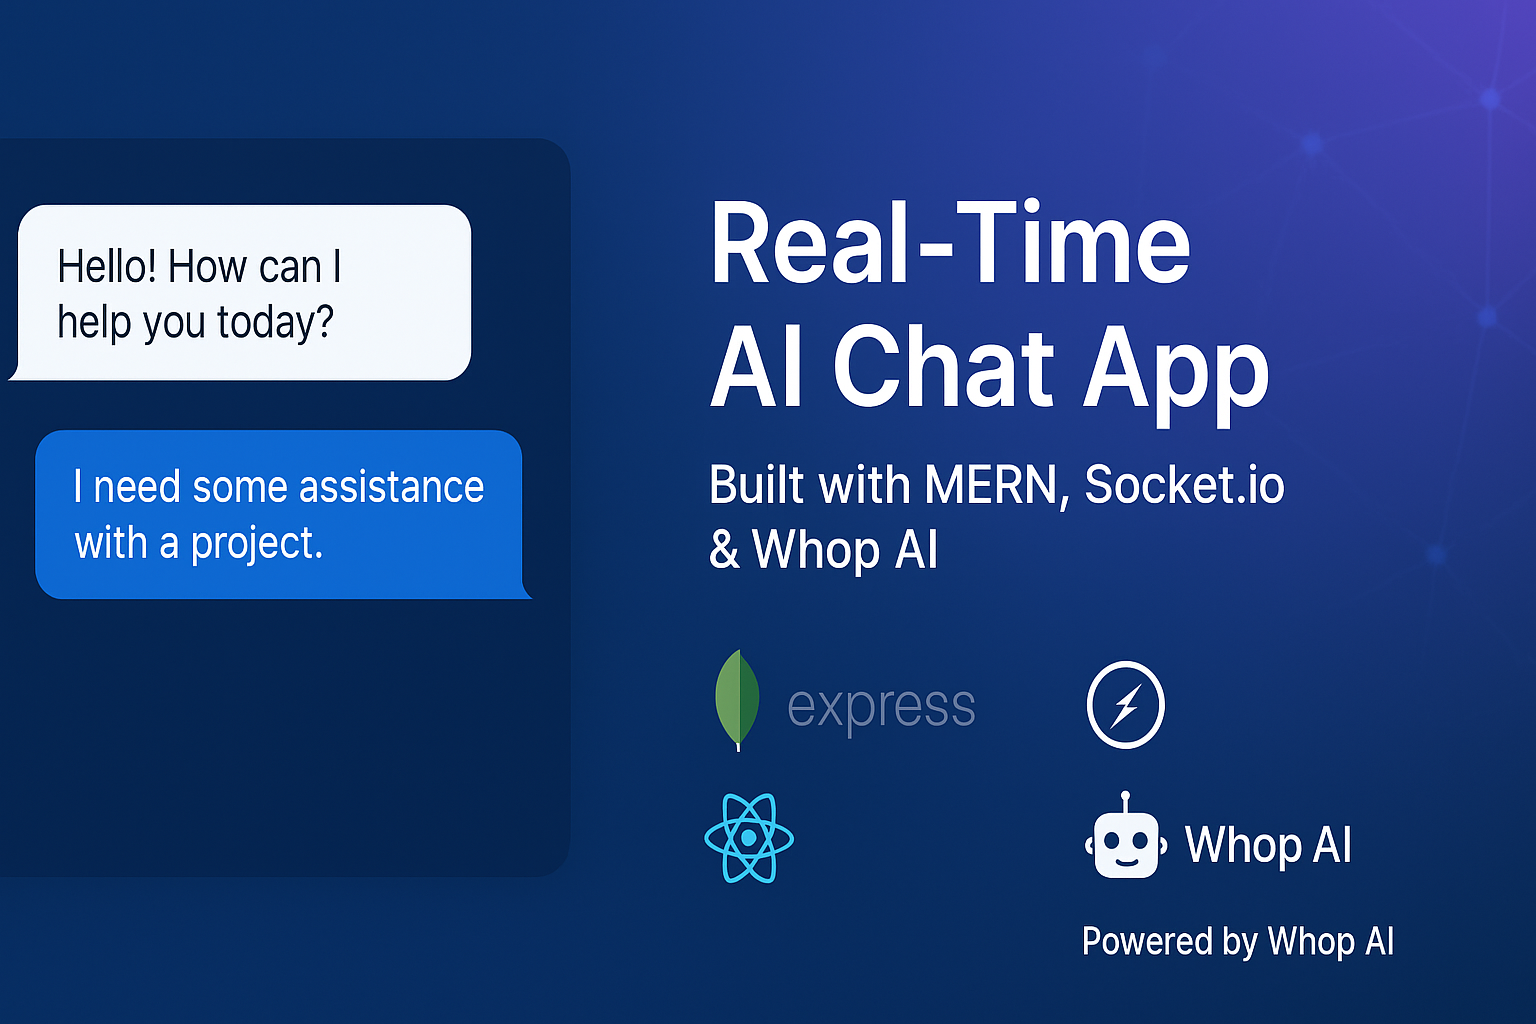 Hello! How can I
help you today?
I need some assistance
with a project.
Real-Time
AI Chat App
Built with MERN, Socket.io
& Whop AI
express
Whop AI
Powered by Whop AI